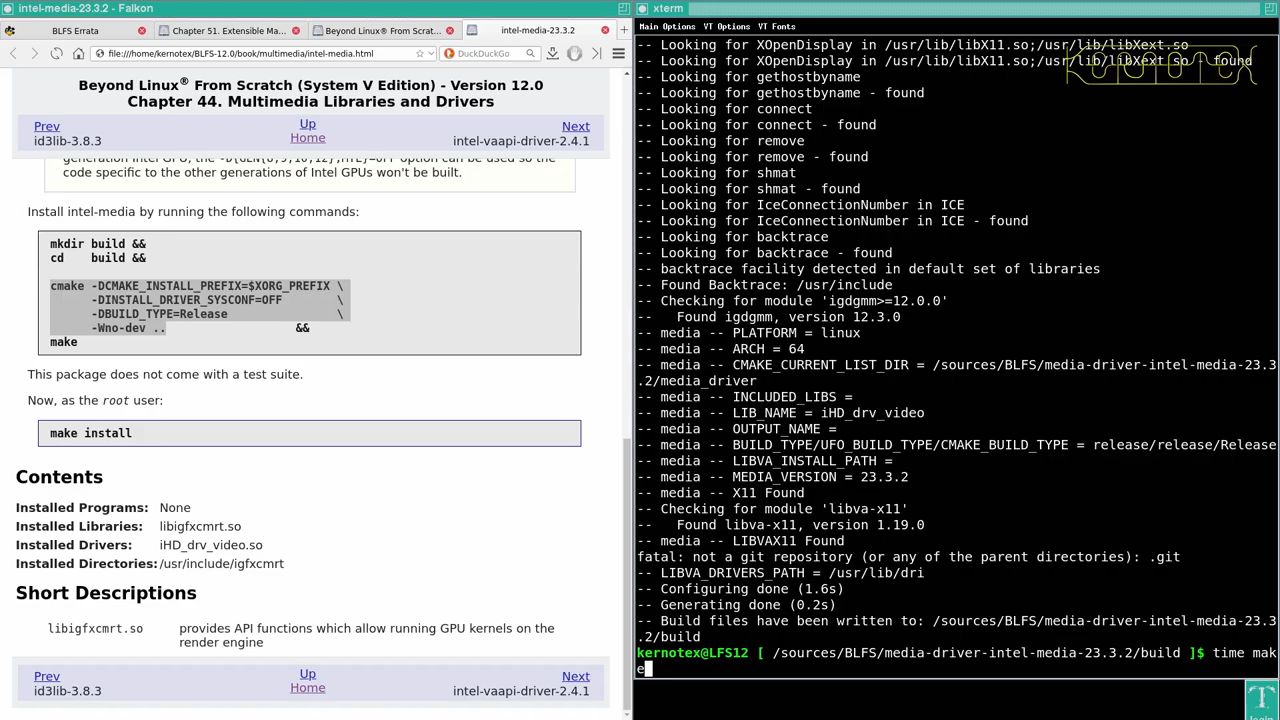 intel-media-23.3.2 - Falkon
BLFS Errata
Chapter 51. Extensible Ma...
Beyond Linux® From Scrat...
intel-media-23.3.2
file:///home/kernotex/BLFS-12.0/book/multimedia/intel-media.html
DuckDuckGo
Beyond Linux® From Scratch (System V Edition) - Version 12.0
Chapter 44. Multimedia Libraries and Drivers
Prev
Up
Next
id3lib-3.8.3
Home
intel-vaapi-driver-2.4.1
generation Intel GPU, the -D{GEN{8,9,10,12},MTL}=OFF option can be used so the
code specific to the other generations of Intel GPUs won't be built.
Install intel-media by running the following commands:
mkdir build &&
cd    build &&
cmake -DCMAKE_INSTALL_PREFIX=$XORG_PREFIX \
-DINSTALL_DRIVER_SYSCONF=OFF \
-DBUILD_TYPE=Release \
-Wno-dev .. &&
make
This package does not come with a test suite.
Now, as the root user:
make install
Contents
Installed Programs: None
Installed Libraries: libigfxcmrt.so
Installed Drivers: iHD_drv_video.so
Installed Directories: /usr/include/igfxcmrt
Short Descriptions
libigfxcmrt.so provides API functions which allow running GPU kernels on the
render engine
Prev
Up
Next
id3lib-3.8.3
Home
intel-vaapi-driver-2.4.1
xterm
Main Options VT Options VT Fonts
-- Looking for XOpenDisplay in /usr/lib/libX11.so;/usr/lib/libXext.so
-- Looking for XOpenDisplay in /usr/lib/libX11.so;/usr/lib/libXext.so - found
-- Looking for gethostbyname
-- Looking for gethostbyname - found
-- Looking for connect
-- Looking for connect - found
-- Looking for remove
-- Looking for remove - found
-- Looking for shmat
-- Looking for shmat - found
-- Looking for IceConnectionNumber in ICE
-- Looking for IceConnectionNumber in ICE - found
-- Looking for backtrace
-- Looking for backtrace - found
-- backtrace facility detected in default set of libraries
-- Found Backtrace: /usr/include
-- Checking for module 'igdgmm>=12.0.0'
--   Found igdgmm, version 12.3.0
-- media -- PLATFORM = linux
-- media -- ARCH = 64
-- media -- CMAKE_CURRENT_LIST_DIR = /sources/BLFS/media-driver-intel-media-23.3
.2/media_driver
-- media -- INCLUDED_LIBS =
-- media -- LIB_NAME = iHD_drv_video
-- media -- OUTPUT_NAME =
-- media -- BUILD_TYPE/UFO_BUILD_TYPE/CMAKE_BUILD_TYPE = release/release/Release
-- media -- LIBVA_INSTALL_PATH =
-- media -- MEDIA_VERSION = 23.3.2
-- media -- X11 Found
-- Checking for module 'libva-x11'
--   Found libva-x11, version 1.19.0
-- media -- LIBVAX11 Found
fatal: not a git repository (or any of the parent directories): .git
-- LIBVA_DRIVERS_PATH = /usr/lib/dri
-- Configuring done (1.6s)
-- Generating done (0.2s)
-- Build files have been written to: /sources/BLFS/media-driver-intel-media-23.3
.2/build
kernotex@LFS12 [ /sources/BLFS/media-driver-intel-media-23.3.2/build ]$ time mak
e
login